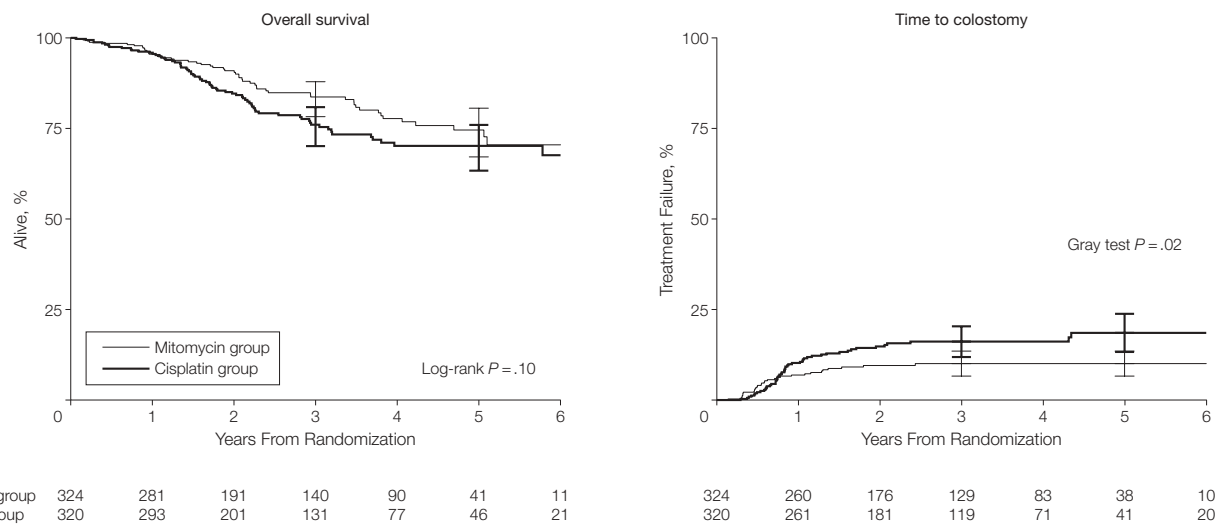 Overall survival
100
75
50
25
0
1
2
3
4
5
6
Alive, %
Years From Randomization
Mitomycin group
Cisplatin group
Log-rank P = .10
group 324 281 191 140 90 41 11
oup 320 293 201 131 77 46 21
Time to colostomy
100
75
50
25
0
1
2
3
4
5
6
Treatment Failure, %
Years From Randomization
Gray test P = .02
324 260 176 129 83 38 10
320 261 181 119 71 41 20